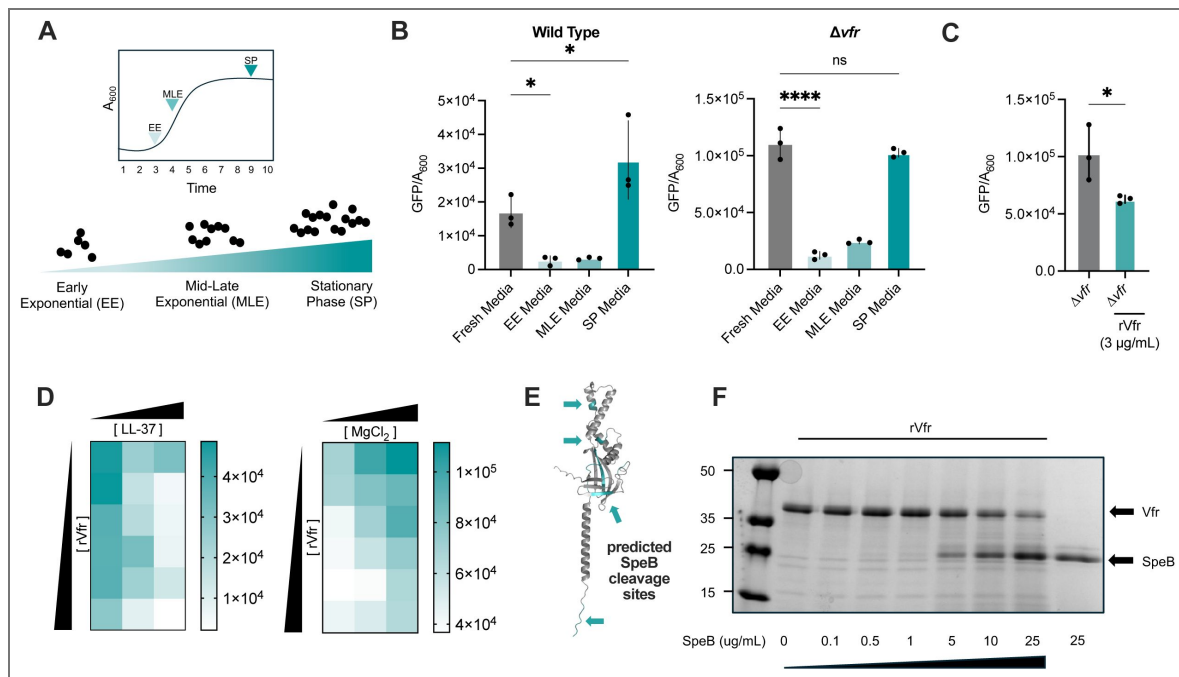 A
A600
EE
MLE
SP
1 2 3 4 5 6 7 8 9 10
Time
Early
Exponential (EE)
Mid-Late
Exponential (MLE)
Stationary
Phase (SP)
B
Wild Type
*
*
GFP/A600
5×10⁴
4×10⁴
3×10⁴
2×10⁴
1×10⁴
0
Fresh Media
EE Media
MLE Media
SP Media
Δvfr
ns
****
GFP/A600
1.5×10⁵
1.0×10⁵
5.0×10⁴
0.0
Fresh Media
EE Media
MLE Media
SP Media
C
*
GFP/A600
1.5×10⁵
1.0×10⁵
5.0×10⁴
0.0
Δvfr
Δvfr
rVfr
(3 μg/mL)
D
[ LL-37 ]
[ rVfr ]
4×10⁴
3×10⁴
2×10⁴
1×10⁴
[ MgCl₂ ]
[ rVfr ]
1×10⁵
8×10⁴
6×10⁴
4×10⁴
E
predicted
SpeB
cleavage
sites
F
rVfr
50
35
25
15
Vfr
SpeB
SpeB (ug/mL) 0 0.1 0.5 1 5 10 25 25